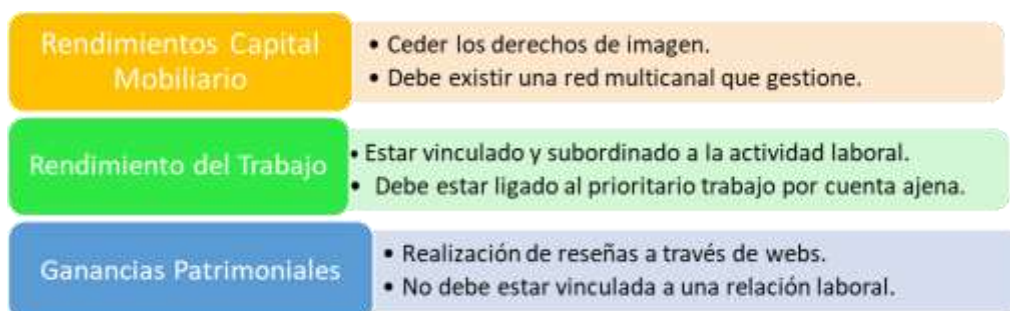 Rendimientos Capital
Mobiliario
• Ceder los derechos de imagen.
• Debe existir una red multicanal que gestione.
Rendimiento del Trabajo
• Estar vinculado y subordinado a la actividad laboral.
• Debe estar ligado al prioritario trabajo por cuenta ajena.
Ganancias Patrimoniales
• Realización de reseñas a través de webs.
• No debe estar vinculada a una relación laboral.